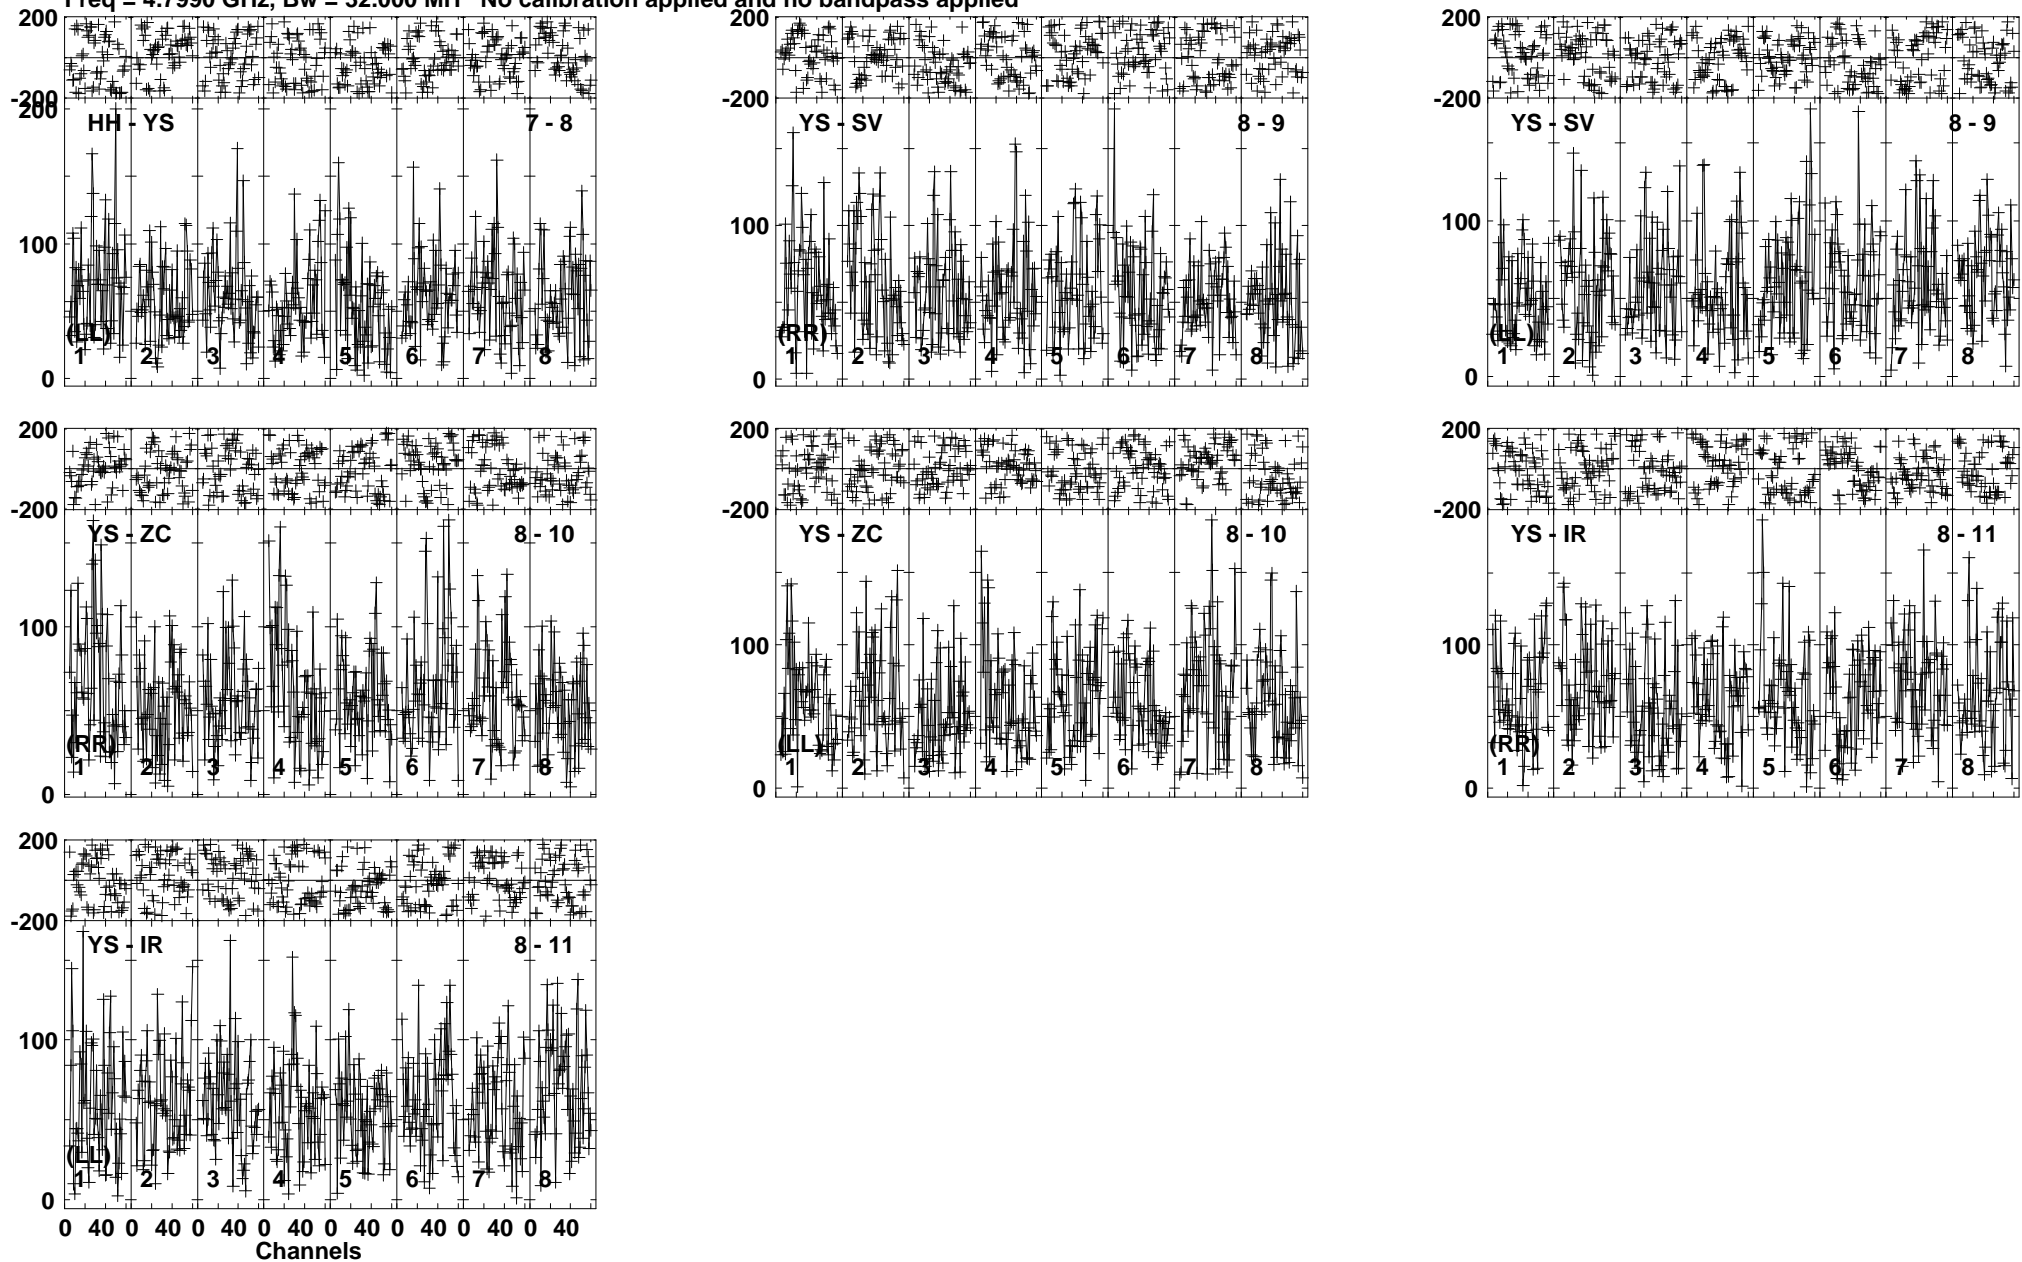 Freq = 4.7990 GHz, Bw = 32.000 MH No calibration applied and no bandpass applied
200 200 200
-200 -200 -200
200
HH - YS 7 - 8 YS - SV 8 - 9 YS - SV 8 - 9
100 100 100
(LL) (RR) (LL)
1 2 3 4 5 6 7 8 1 2 3 4 5 6 7 8 1 2 3 4 5 6 7 8
0 0 0
200 200 200
-200 -200 -200
YS - ZC 8 - 10 YS - ZC 8 - 10 YS - IR 8 - 11
100 100 100
(RR) (LL) (RR)
1 2 3 4 5 6 7 8 1 2 3 4 5 6 7 8 1 2 3 4 5 6 7 8
0 0 0
200
-200
YS - IR 8 - 11
100
(LL)
1 2 3 4 5 6 7 8
0
0 40 0 40 0 40 0 40 0 40 0 40 0 40 0 40
Channels